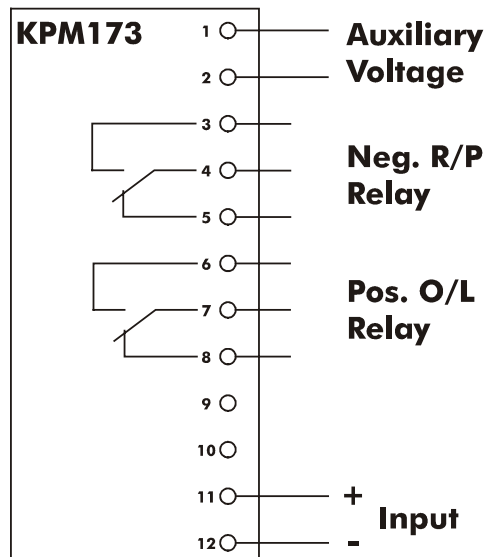 KPM173
1
Auxiliary
Voltage
2
3
Neg. R/P
Relay
4
5
6
Pos. O/L
Relay
7
8
9
10
11
+
Input
12
-